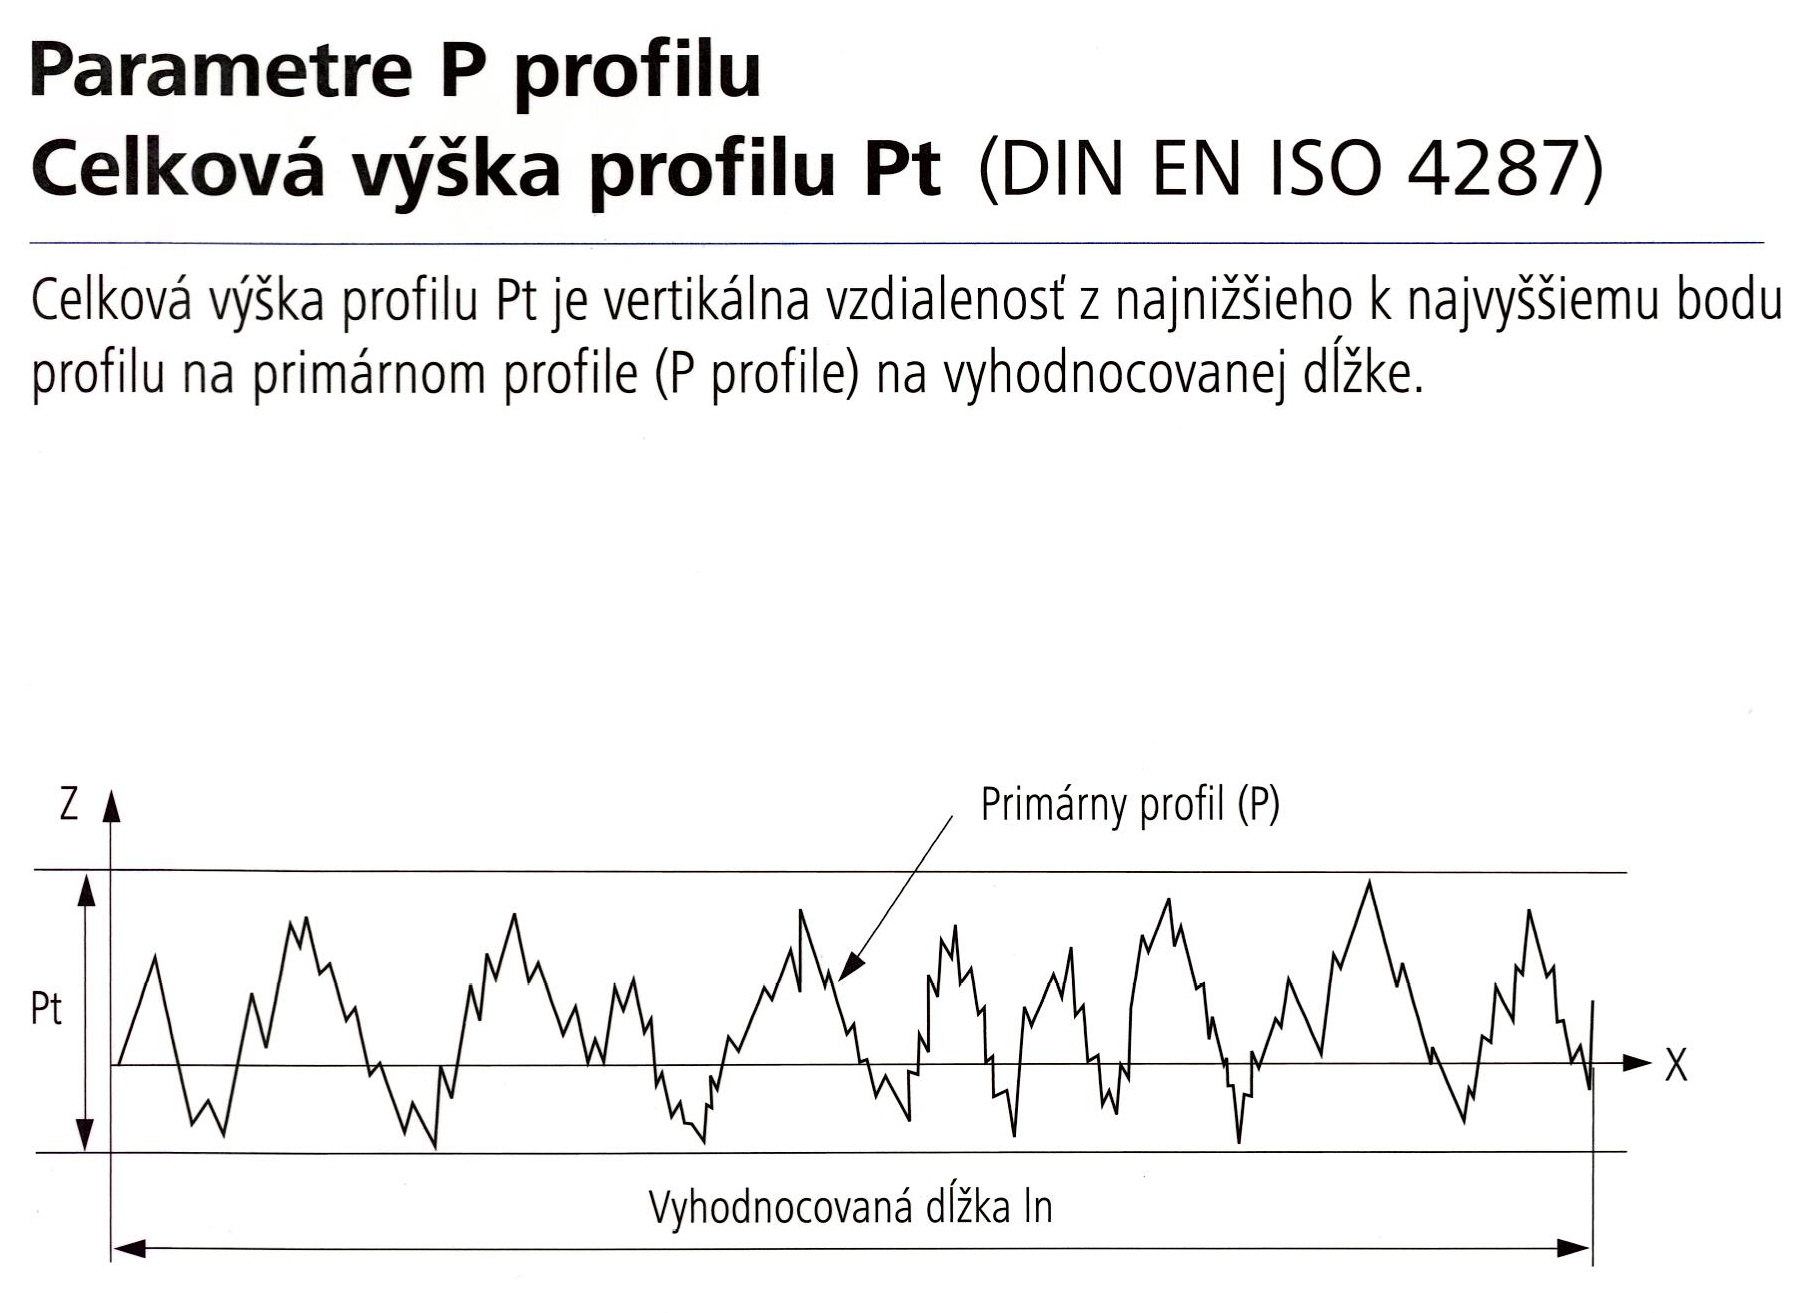 Parametre P profilu
Celková výška profilu Pt (DIN EN ISO 4287)
Celková výška profilu Pt je vertikálna vzdialenosť z najnižšieho k najvyššiemu bodu
profilu na primárnom profile (P profile) na vyhodnocovanej dĺžke.
Z
Primárny profil (P)
Pt
X
Vyhodnocovaná dĺžka ln